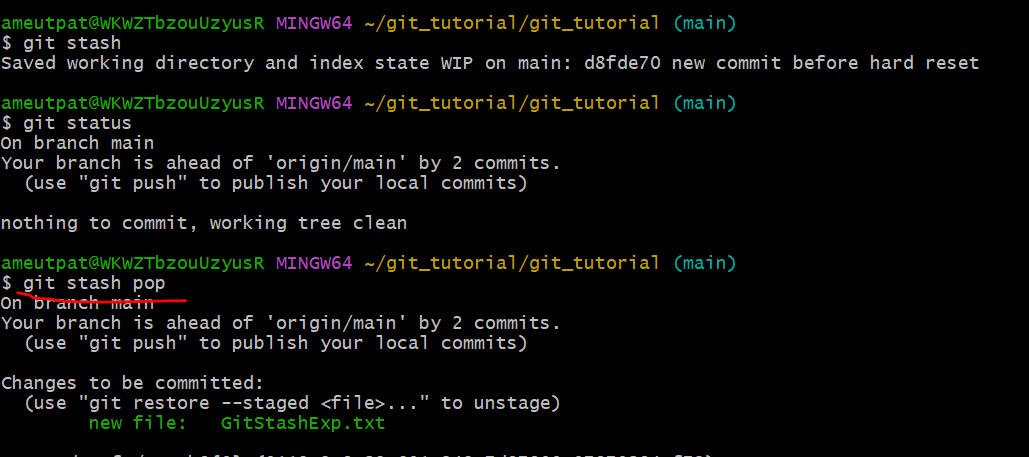 ameutpat@WKWZTbzouUzyusR MINGW64 ~/git_tutorial/git_tutorial (main)
$ git stash
Saved working directory and index state WIP on main: d8fde70 new commit before hard reset
ameutpat@WKWZTbzouUzyusR MINGW64 ~/git_tutorial/git_tutorial (main)
$ git status
On branch main
Your branch is ahead of 'origin/main' by 2 commits.
(use "git push" to publish your local commits)
nothing to commit, working tree clean
ameutpat@WKWZTbzouUzyusR MINGW64 ~/git_tutorial/git_tutorial (main)
$ git stash pop
On branch main
Your branch is ahead of 'origin/main' by 2 commits.
(use "git push" to publish your local commits)
Changes to be committed:
(use "git restore --staged <file>..." to unstage)
new file: GitStashExp.txt